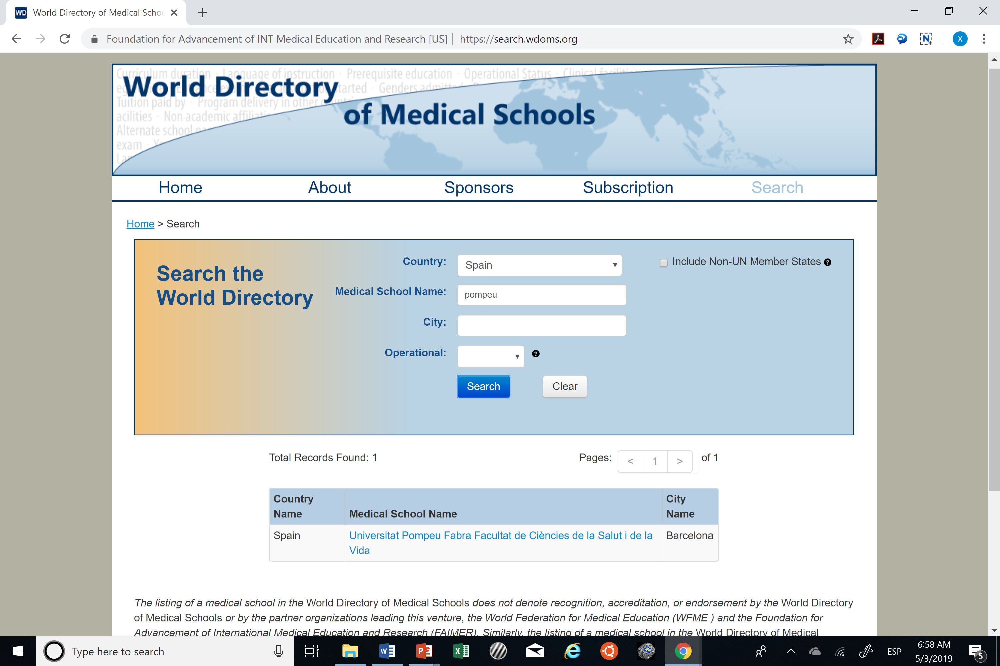 World Directory of Medical Schoo
Foundation for Advancement of INT Medical Education and Research [US] | https://search.wdoms.org
X
Curriculum duration · Language of instruction · Prerequisite education · Operational Status · Clinical
started · Genders
Tuition paid by · Program delivery in other
acilities · Non-academic
Alternate school
exam
World Directory
of Medical Schools
Home About Sponsors Subscription Search
Home > Search
Search the
World Directory
Country: Spain
Include Non-UN Member States ?
Medical School Name: pompeu
City:
Operational: ?
Search Clear
Total Records Found: 1 Pages: < 1 > of 1
Country Name Medical School Name City Name
Spain Universitat Pompeu Fabra Facultat de Ciències de la Salut i de la Barcelona
Vida
The listing of a medical school in the World Directory of Medical Schools does not denote recognition, accreditation, or endorsement by the World Directory
of Medical Schools or by the partner organizations leading this venture, the World Federation for Medical Education (WFME ) and the Foundation for
Advancement of International Medical Education and Research (FAIMER). Similarly, the listing of a medical school in the World Directory of Medical
Type here to search
ESP
6:58 AM
5/3/2019
5